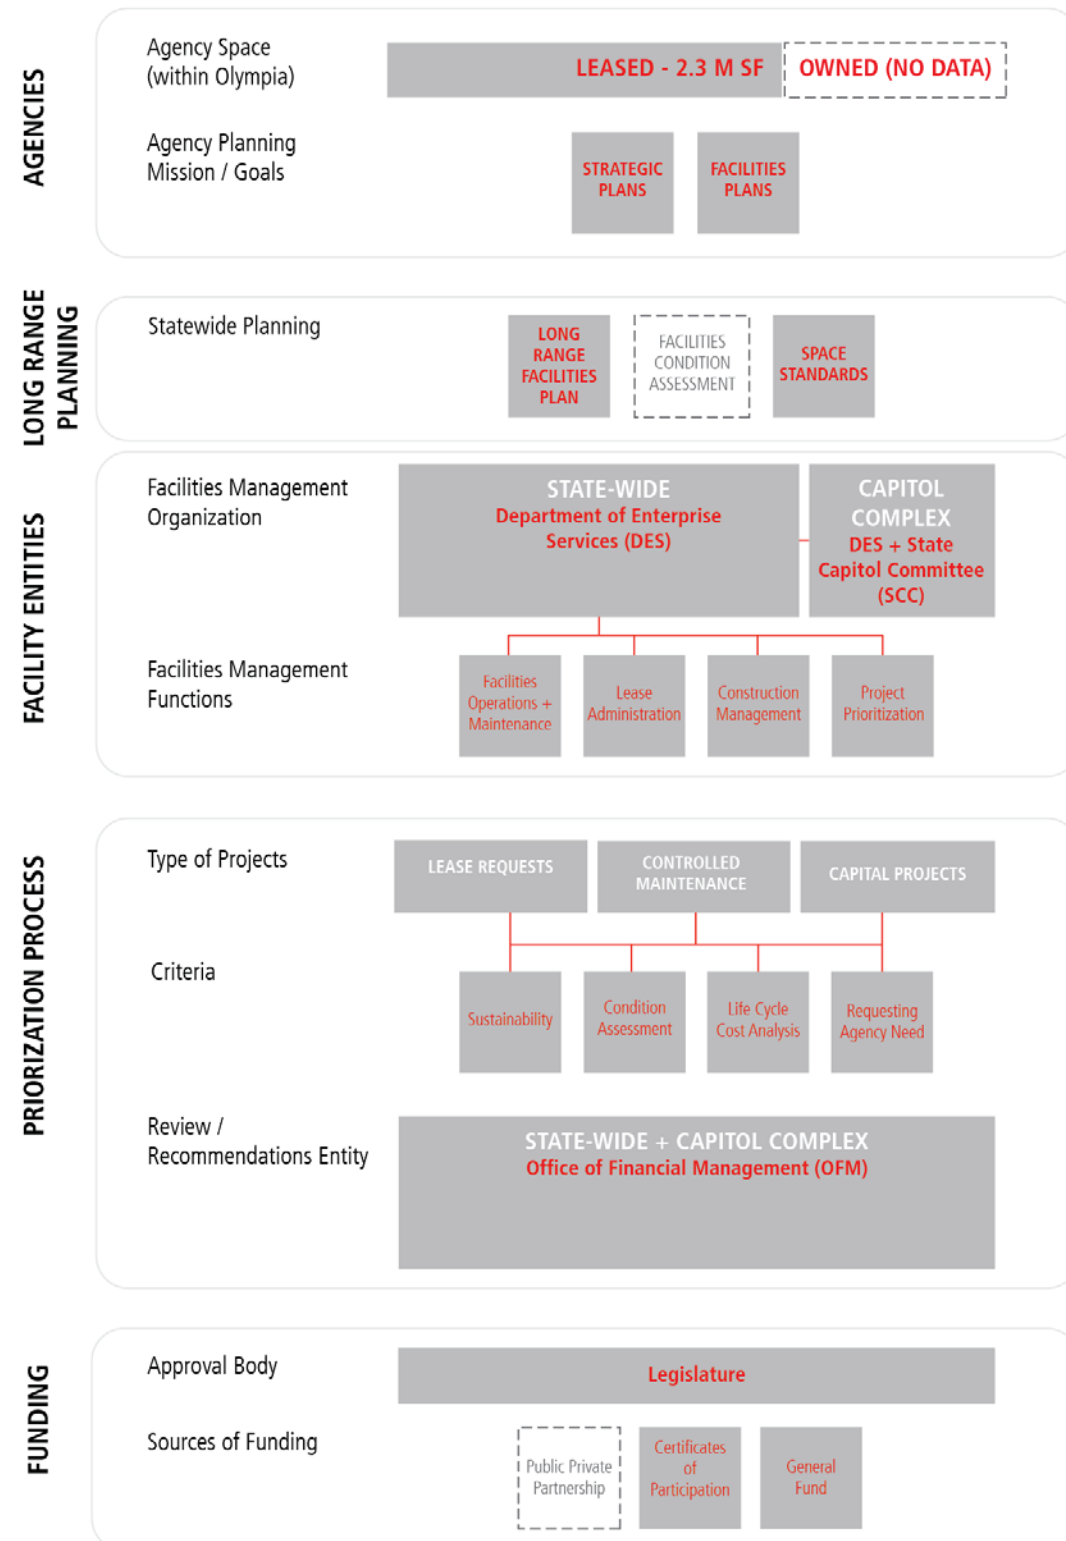 AGENCIES
Agency Space
(within Olympia)
LEASED - 2.3 M SF
OWNED (NO DATA)
Agency Planning
Mission / Goals
STRATEGIC
PLANS
FACILITIES
PLANS
LONG RANGE
PLANNING
Statewide Planning
LONG
RANGE
FACILITIES
PLAN
FACILITIES
CONDITION
ASSESSMENT
SPACE
STANDARDS
FACILITY ENTITIES
Facilities Management
Organization
STATE-WIDE
Department of Enterprise
Services (DES)
CAPITOL
COMPLEX
DES + State
Capitol Committee
(SCC)
Facilities Management
Functions
Facilities
Operations +
Maintenance
Lease
Administration
Construction
Management
Project
Prioritization
PRIORIZATION PROCESS
Type of Projects
LEASE REQUESTS
CONTROLLED
MAINTENANCE
CAPITAL PROJECTS
Criteria
Sustainability
Condition
Assessment
Life Cycle
Cost Analysis
Requesting
Agency Need
Review /
Recommendations Entity
STATE-WIDE + CAPITOL COMPLEX
Office of Financial Management (OFM)
FUNDING
Approval Body
Legislature
Sources of Funding
Public Private
Partnership
Certificates
of
Participation
General
Fund